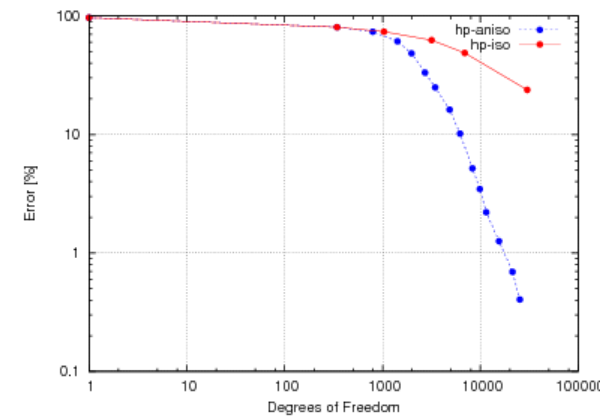 100
hp-aniso
hp-iso
10
Error [%]
1
0.1
1 10 100 1000 10000 100000
Degrees of Freedom